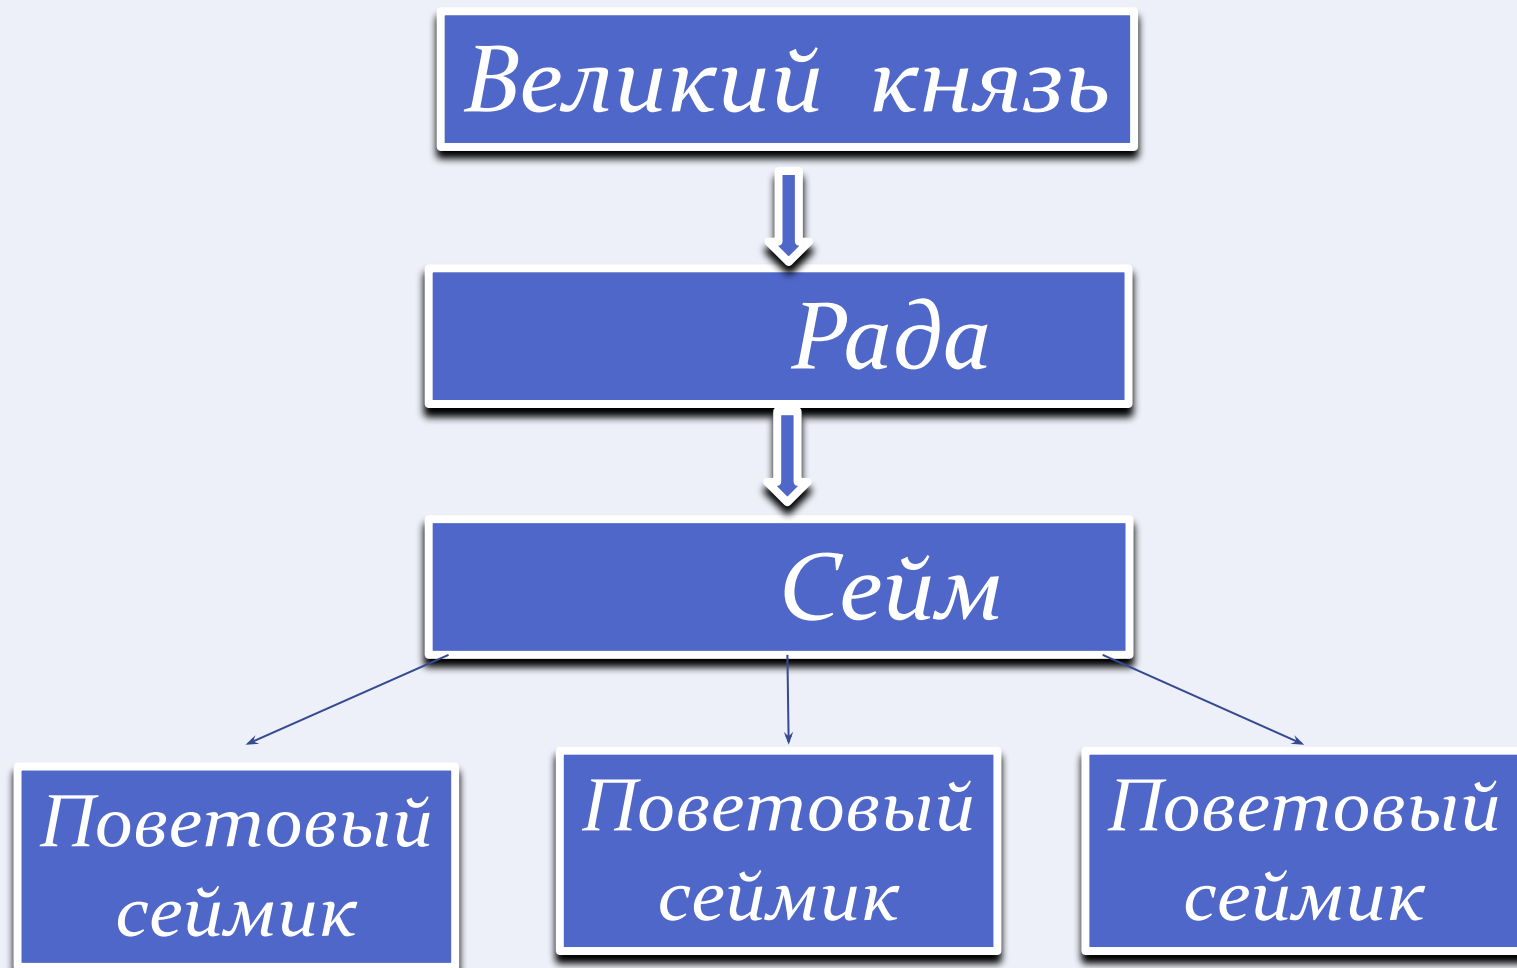 Великий князь
Рада
Сейм
Поветовый
сеймик
Поветовый
сеймик
Поветовый
сеймик